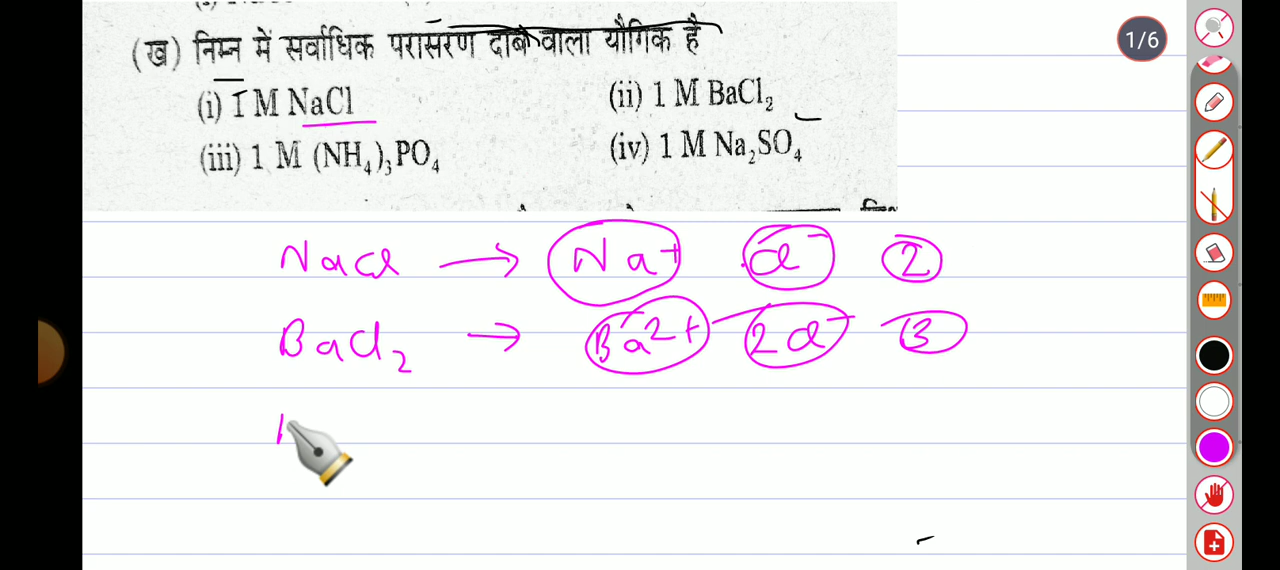 (ख) निम्न में सर्वाधिक परासरण दाब वाला यौगिक है
(i) 1 M NaCl (ii) 1 M BaCl₂
(iii) 1 M (NH₄)₃PO₄ (iv) 1 M Na₂SO₄
1/6
NaCl → Na⁺ Cl⁻ 2
BaCl₂ → Ba²⁺ 2Cl⁻ 3